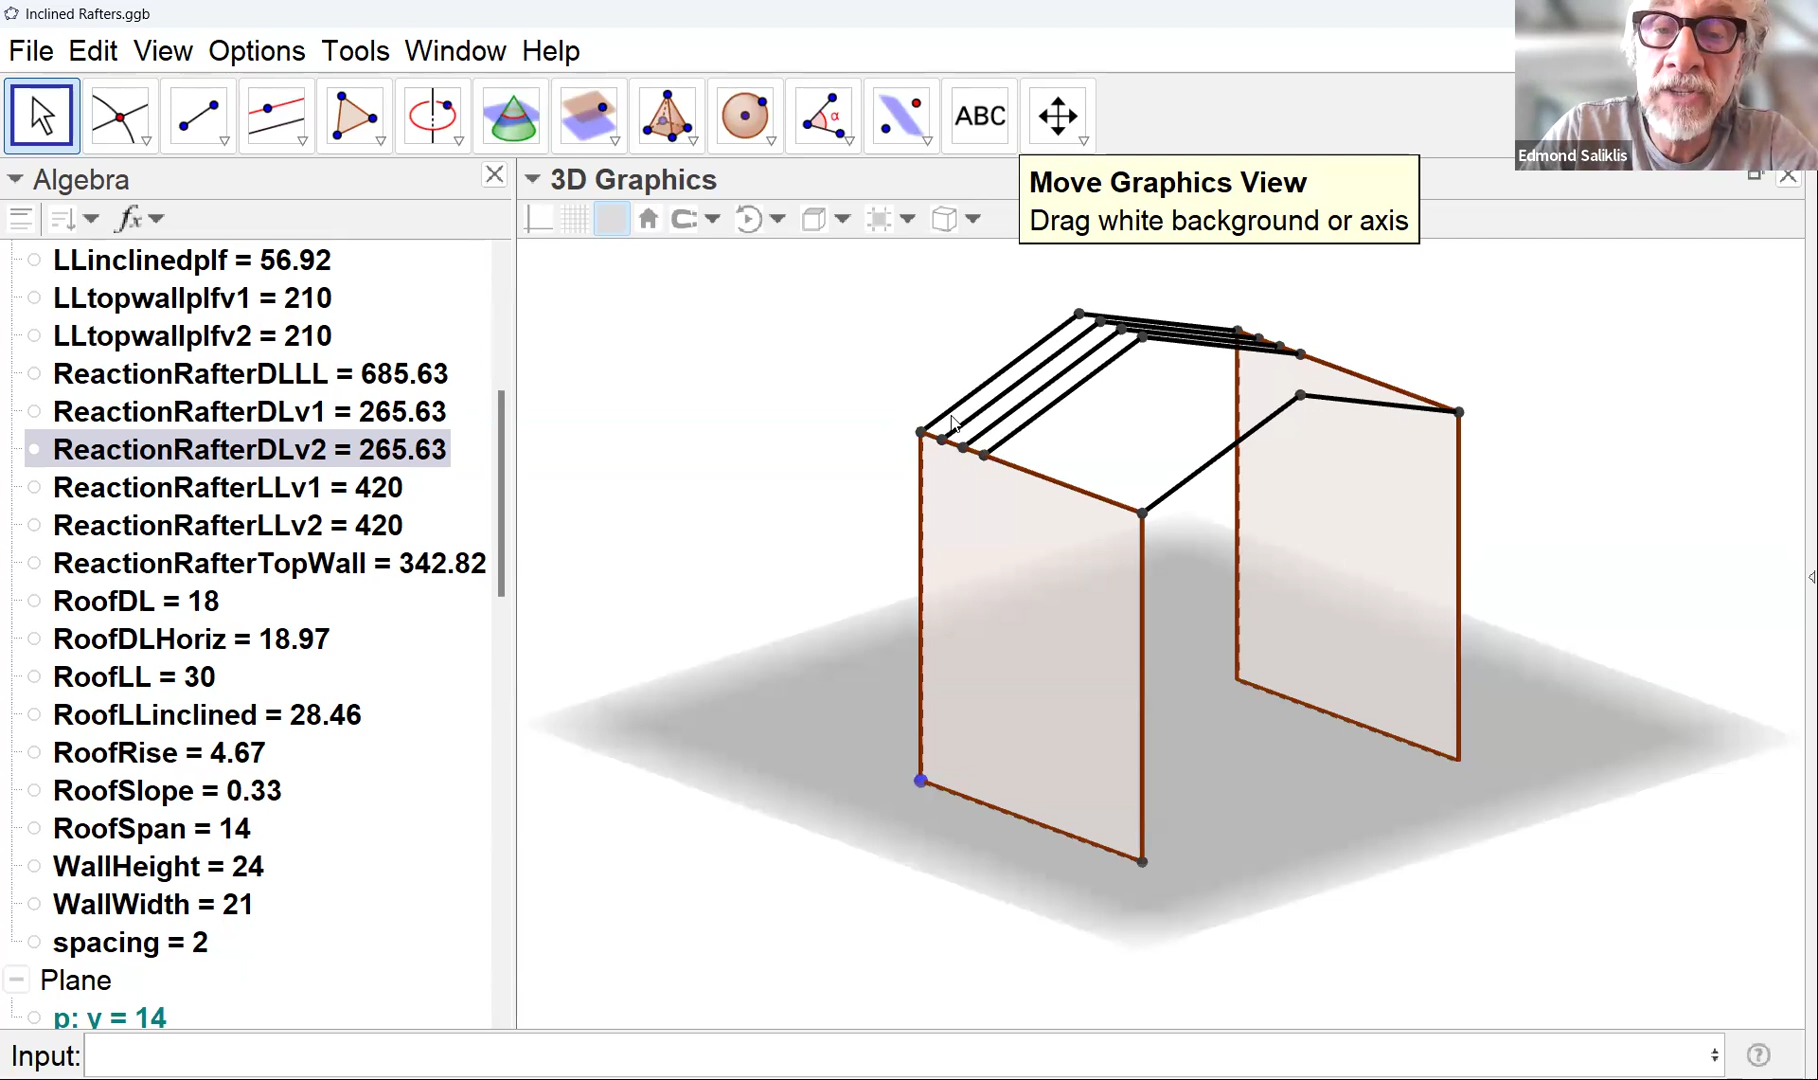 Inclined Rafters.ggb
File Edit View Options Tools Window Help
α ABC
Edmond Saliklis
Algebra
3D Graphics
Move Graphics View
Drag white background or axis
fx
LLinclinedplf = 56.92
LLtopwallplfv1 = 210
LLtopwallplfv2 = 210
ReactionRafterDLLL = 685.63
ReactionRafterDLv1 = 265.63
ReactionRafterDLv2 = 265.63
ReactionRafterLLv1 = 420
ReactionRafterLLv2 = 420
ReactionRafterTopWall = 342.82
RoofDL = 18
RoofDLHoriz = 18.97
RoofLL = 30
RoofLLinclined = 28.46
RoofRise = 4.67
RoofSlope = 0.33
RoofSpan = 14
WallHeight = 24
WallWidth = 21
spacing = 2
Plane
p: y = 14
Input:
?